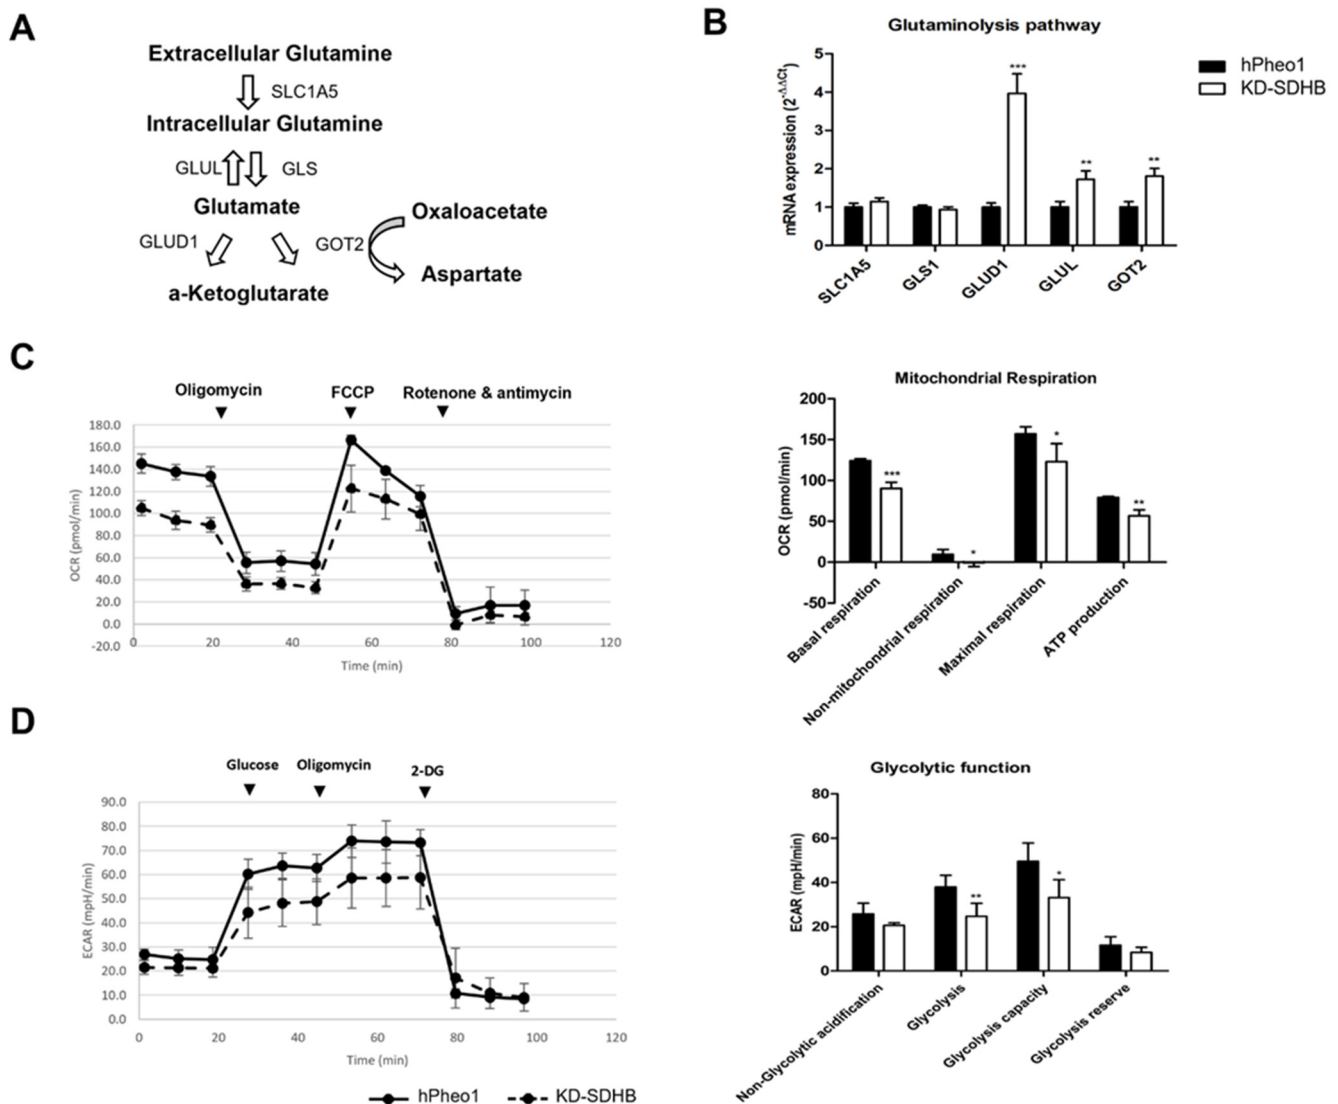 A
Extracellular Glutamine
SLC1A5
Intracellular Glutamine
GLUL
GLS
Glutamate
GLUD1
GOT2
Oxaloacetate
Aspartate
a-Ketoglutarate
B
Glutaminolysis pathway
hPheo1
KD-SDHB
mRNA expression (2^-ΔΔCt)
5
4
3
2
1
0
***
**
**
SLC1A5
GLS1
GLUD1
GLUL
GOT2
C
Oligomycin
FCCP
Rotenone & antimycin
OCR (pmol/min)
180.0
160.0
140.0
120.0
100.0
80.0
60.0
40.0
20.0
0.0
-20.0
0
20
40
60
80
100
120
Time (min)
Mitochondrial Respiration
OCR (pmol/min)
200
150
100
50
0
-50
***
*
*
**
Basal respiration
Non-mitochondrial respiration
Maximal respiration
ATP production
D
Glucose
Oligomycin
2-DG
ECAR (mpH/min)
90.0
80.0
70.0
60.0
50.0
40.0
30.0
20.0
10.0
0.0
0
20
40
60
80
100
120
Time (min)
hPheo1
KD-SDHB
Glycolytic function
ECAR (mpH/min)
80
60
40
20
0
**
*
Non-Glycolytic acidification
Glycolysis
Glycolysis capacity
Glycolysis reserve